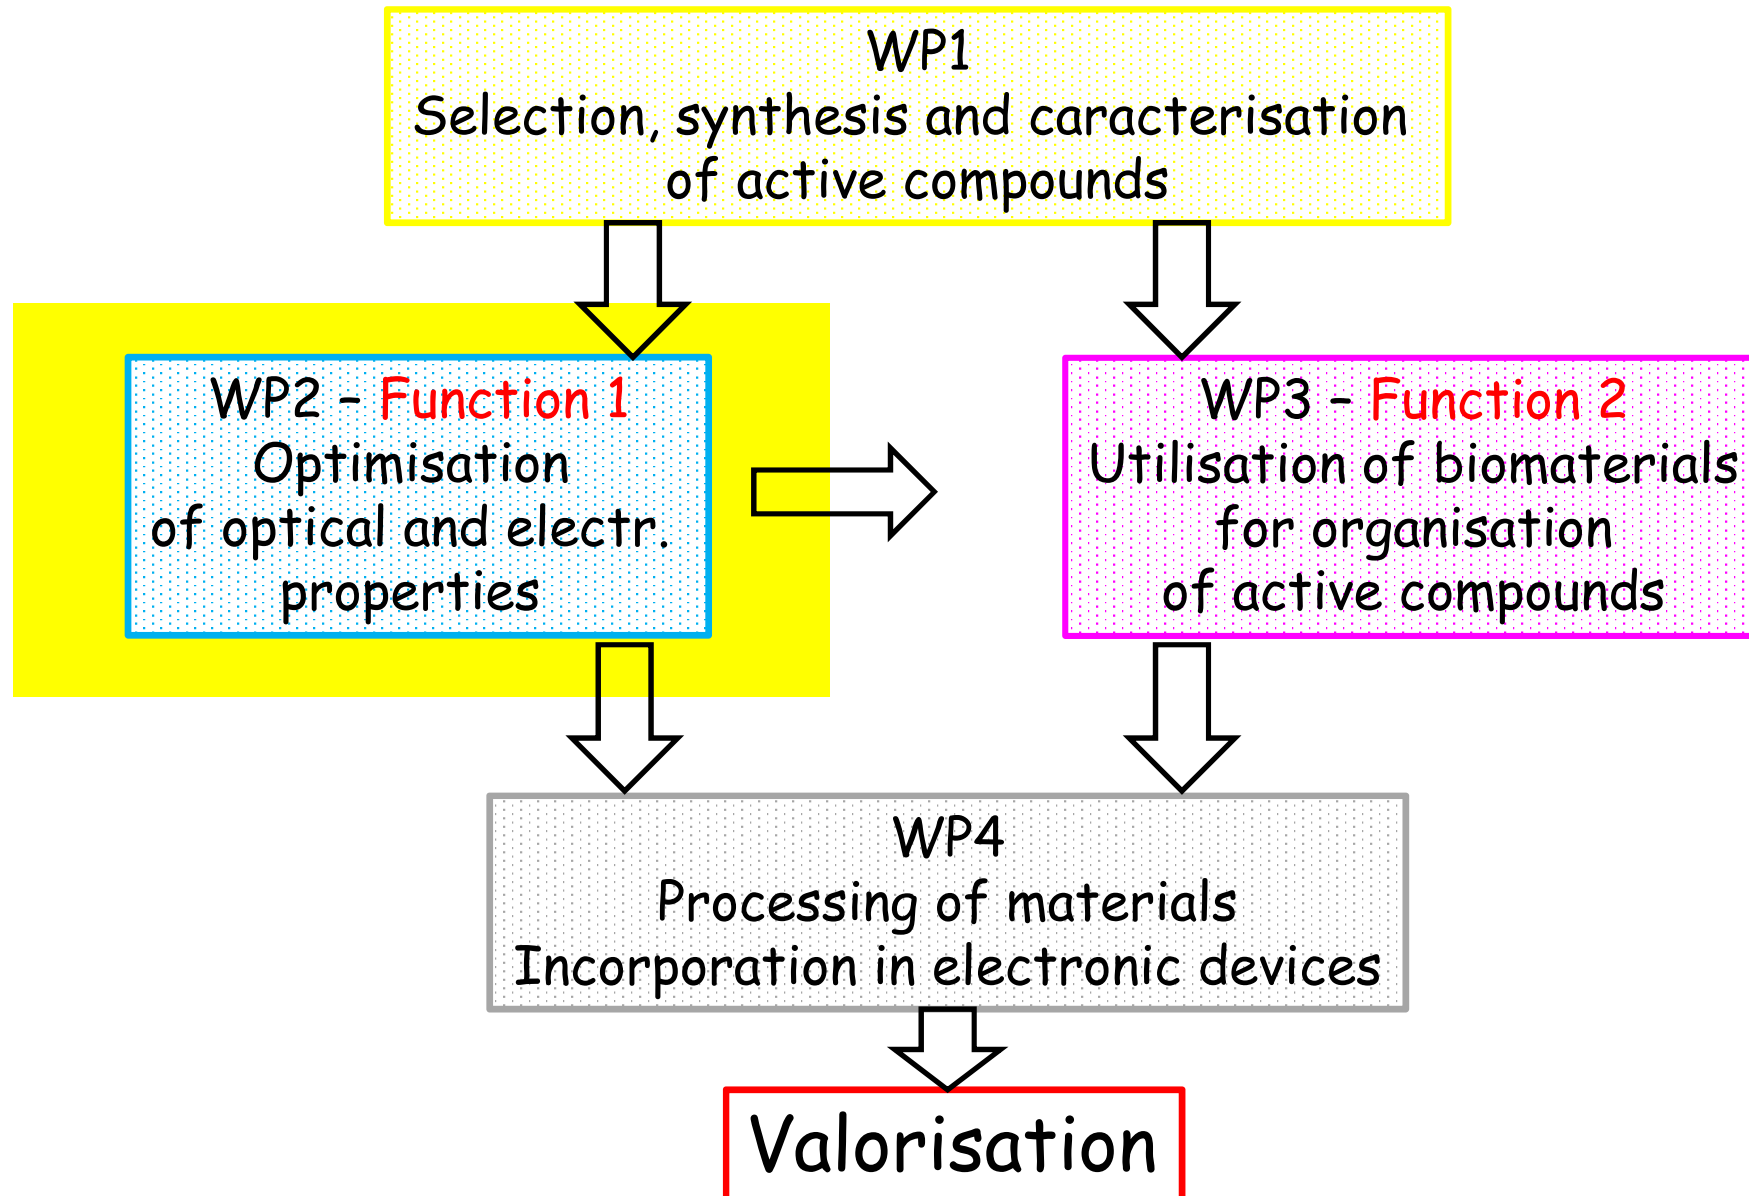 WP1
Selection, synthesis and caracterisation
of active compounds
WP2 – Function 1
Optimisation
of optical and electr.
properties
WP3 – Function 2
Utilisation of biomaterials
for organisation
of active compounds
WP4
Processing of materials
Incorporation in electronic devices
Valorisation